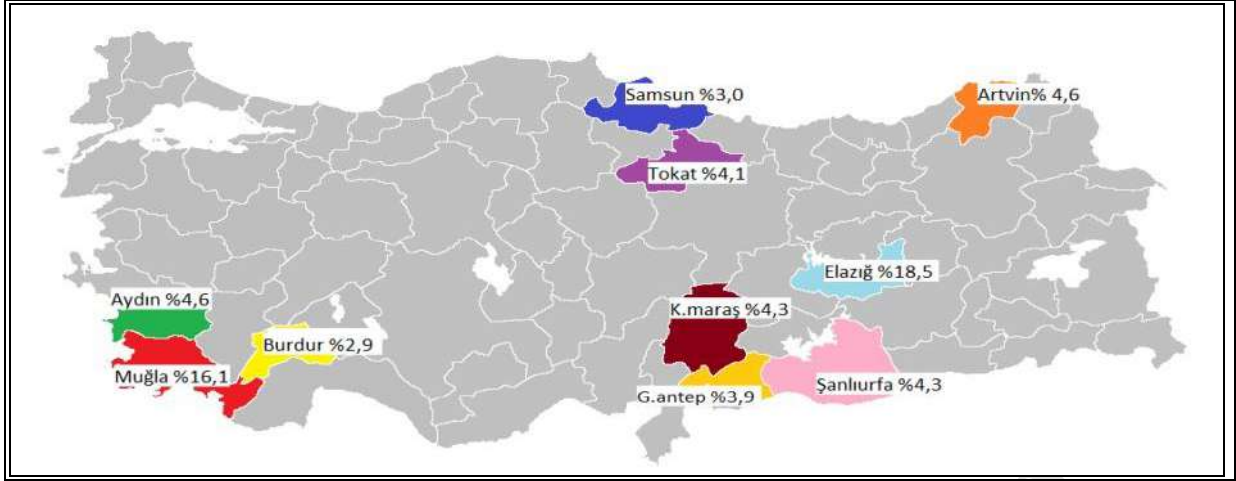 Samsun %3,0
Artvin% 4,6
Tokat %4,1
Elazığ %18,5
Aydın %4,6
K.maraş %4,3
Burdur %2,9
Muğla %16,1
Şanlıurfa %4,3
G.antep %3,9